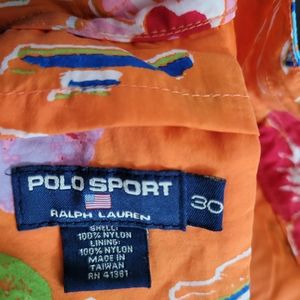 POLO SPORT
30
RALPH LAUREN
SHELL:
100% NYLON
LINING:
100% NYLON
MADE IN
TAIWAN
RN 41381